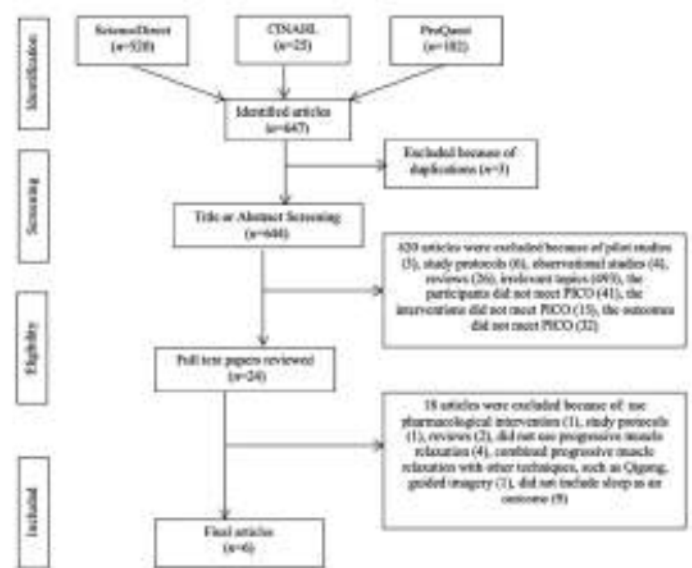 Identification
ScienceDirect
(n=520)
CINAHL
(n=25)
ProQuest
(n=102)
Identified articles
(n=647)
Excluded because of
duplications (n=3)
Screening
Title or Abstract Screening
(n=644)
620 articles were excluded because of pilot studies
(3), study protocols (6), observational studies (4),
reviews (26), irrelevant topics (493), the
participants did not meet PICO (41), the
interventions did not meet PICO (15), the outcomes
did not meet PICO (32)
Eligibility
Full text papers reviewed
(n=24)
18 articles were excluded because of: use
pharmacological intervention (1), study protocols
(1), reviews (2), did not use progressive muscle
relaxation (4), combined progressive muscle
relaxation with other techniques, such as Qigong,
guided imagery (1), did not include sleep as an
outcome (9)
Included
Final articles
(n=6)